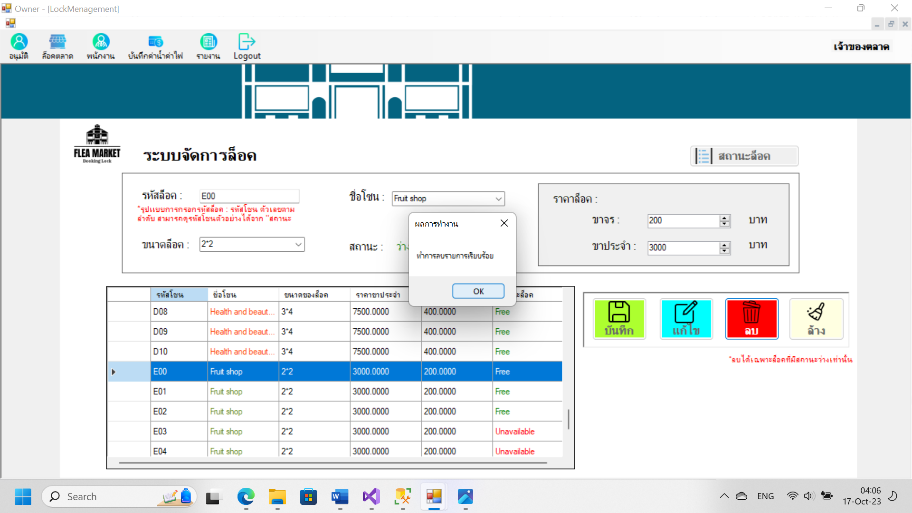 Owner - [LockMenagement]
อนุมัติ ล็อคตลาด พนักงาน บันทึกค่าน้ำค่าไฟ รายงาน Logout
เจ้าของตลาด
FLEA MARKET
Booking Lock
ระบบจัดการล็อค
สถานะล็อค
รหัสล็อค : E00
*รูปแบบการกรอกรหัสล็อค : รหัสโซน ตัวเลขตาม
ลำดับ สามารถดูรหัสโซนตัวอย่างได้จาก "สถานะ
ขนาดล็อค : 2*2
ชื่อโซน : Fruit shop
สถานะ : ว่าง
ราคาล็อค :
ขาจร : 200 บาท
ขาประจำ : 3000 บาท
ผลการทำงาน
ทำการลบรายการเรียบร้อย
OK
รหัสโซน ชื่อโซน ขนาดของล็อค ราคาขาประจำ
D08 Health and beaut... 3*4 7500.0000 400.0000 Free
D09 Health and beaut... 3*4 7500.0000 400.0000 Free
D10 Health and beaut... 3*4 7500.0000 400.0000 Free
E00 Fruit shop 2*2 3000.0000 200.0000 Free
E01 Fruit shop 2*2 3000.0000 200.0000 Free
E02 Fruit shop 2*2 3000.0000 200.0000 Free
E03 Fruit shop 2*2 3000.0000 200.0000 Unavailable
E04 Fruit shop 2*2 3000.0000 200.0000 Unavailable
บันทึก แก้ไข ลบ ล้าง
*ลบได้เฉพาะล็อคที่มีสถานะว่างเท่านั้น
Search
ENG
04:06
17-Oct-23